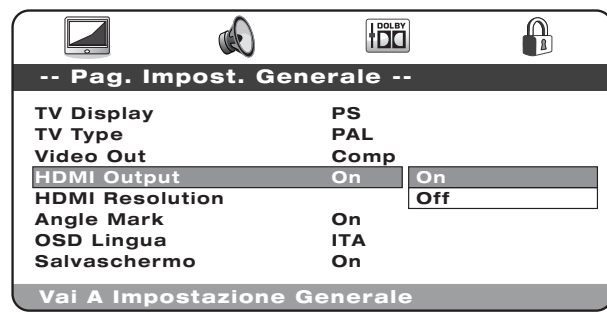 DOLBY
-- Pag. Impost. Generale --
TV Display PS
TV Type PAL
Video Out Comp
HDMI Output On On
HDMI Resolution Off
Angle Mark On
OSD Lingua ITA
Salvaschermo On
Vai A Impostazione Generale